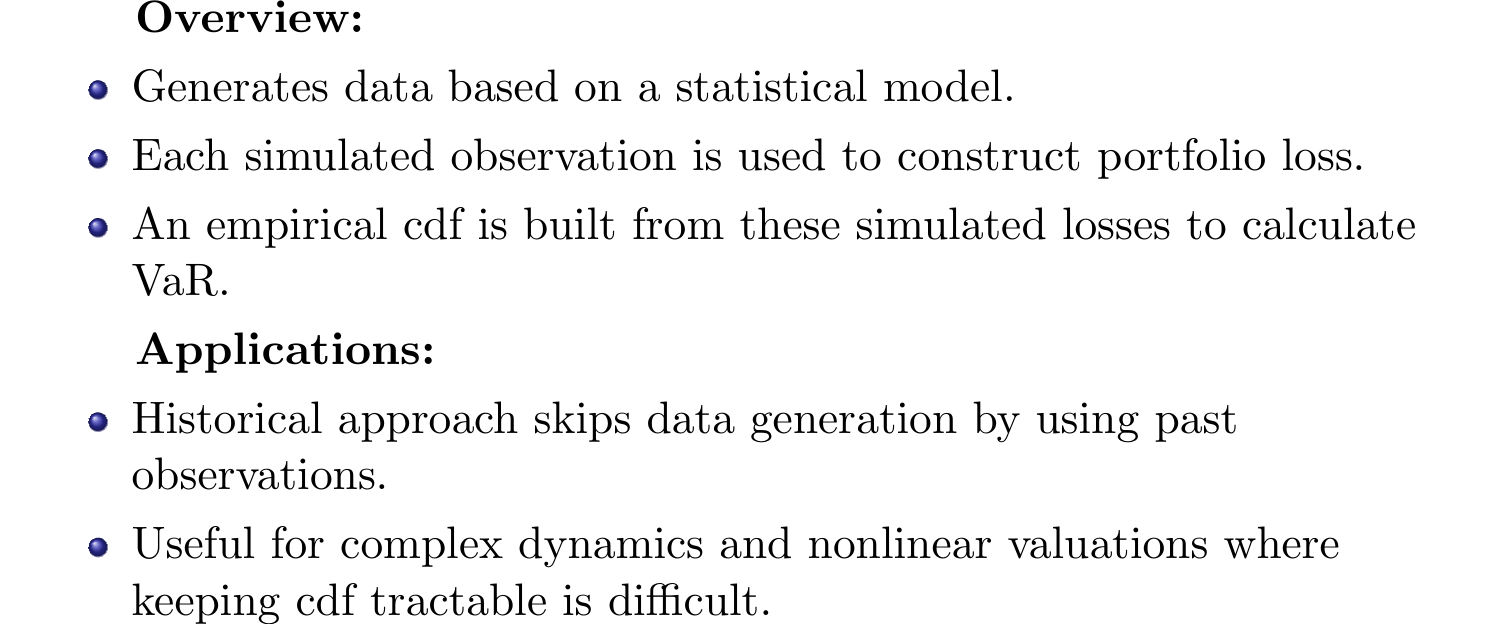 Overview:
Generates data based on a statistical model.
Each simulated observation is used to construct portfolio loss.
An empirical cdf is built from these simulated losses to calculate
VaR.
Applications:
Historical approach skips data generation by using past
observations.
Useful for complex dynamics and nonlinear valuations where
keeping cdf tractable is difficult.